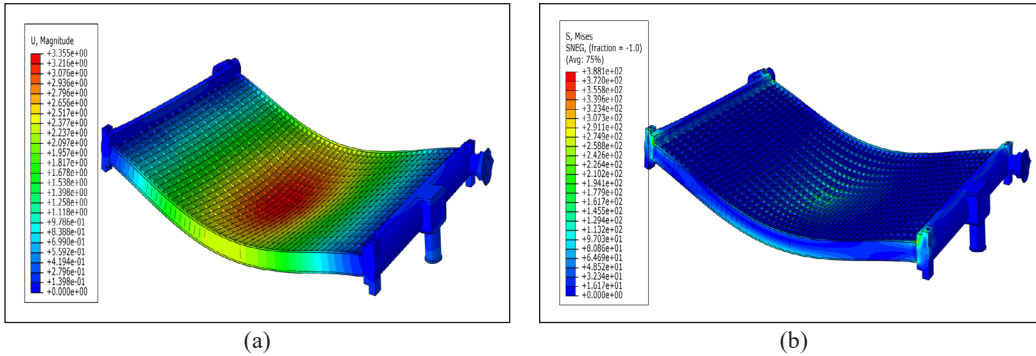 U, Magnitude
+3.355e+00
+3.216e+00
+3.076e+00
+2.936e+00
+2.796e+00
+2.656e+00
+2.517e+00
+2.377e+00
+2.237e+00
+2.097e+00
+1.957e+00
+1.817e+00
+1.678e+00
+1.538e+00
+1.398e+00
+1.258e+00
+1.118e+00
+9.786e-01
+8.388e-01
+6.990e-01
+5.592e-01
+4.194e-01
+2.796e-01
+1.398e-01
+0.000e+00
(a)
S, Mises
SNEG, (fraction = -1.0)
(Avg: 75%)
+3.881e+02
+3.720e+02
+3.558e+02
+3.396e+02
+3.234e+02
+3.073e+02
+2.911e+02
+2.749e+02
+2.588e+02
+2.426e+02
+2.264e+02
+2.102e+02
+1.941e+02
+1.779e+02
+1.617e+02
+1.455e+02
+1.294e+02
+1.132e+02
+9.703e+01
+8.086e+01
+6.469e+01
+4.852e+01
+3.234e+01
+1.617e+01
+0.000e+00
(b)